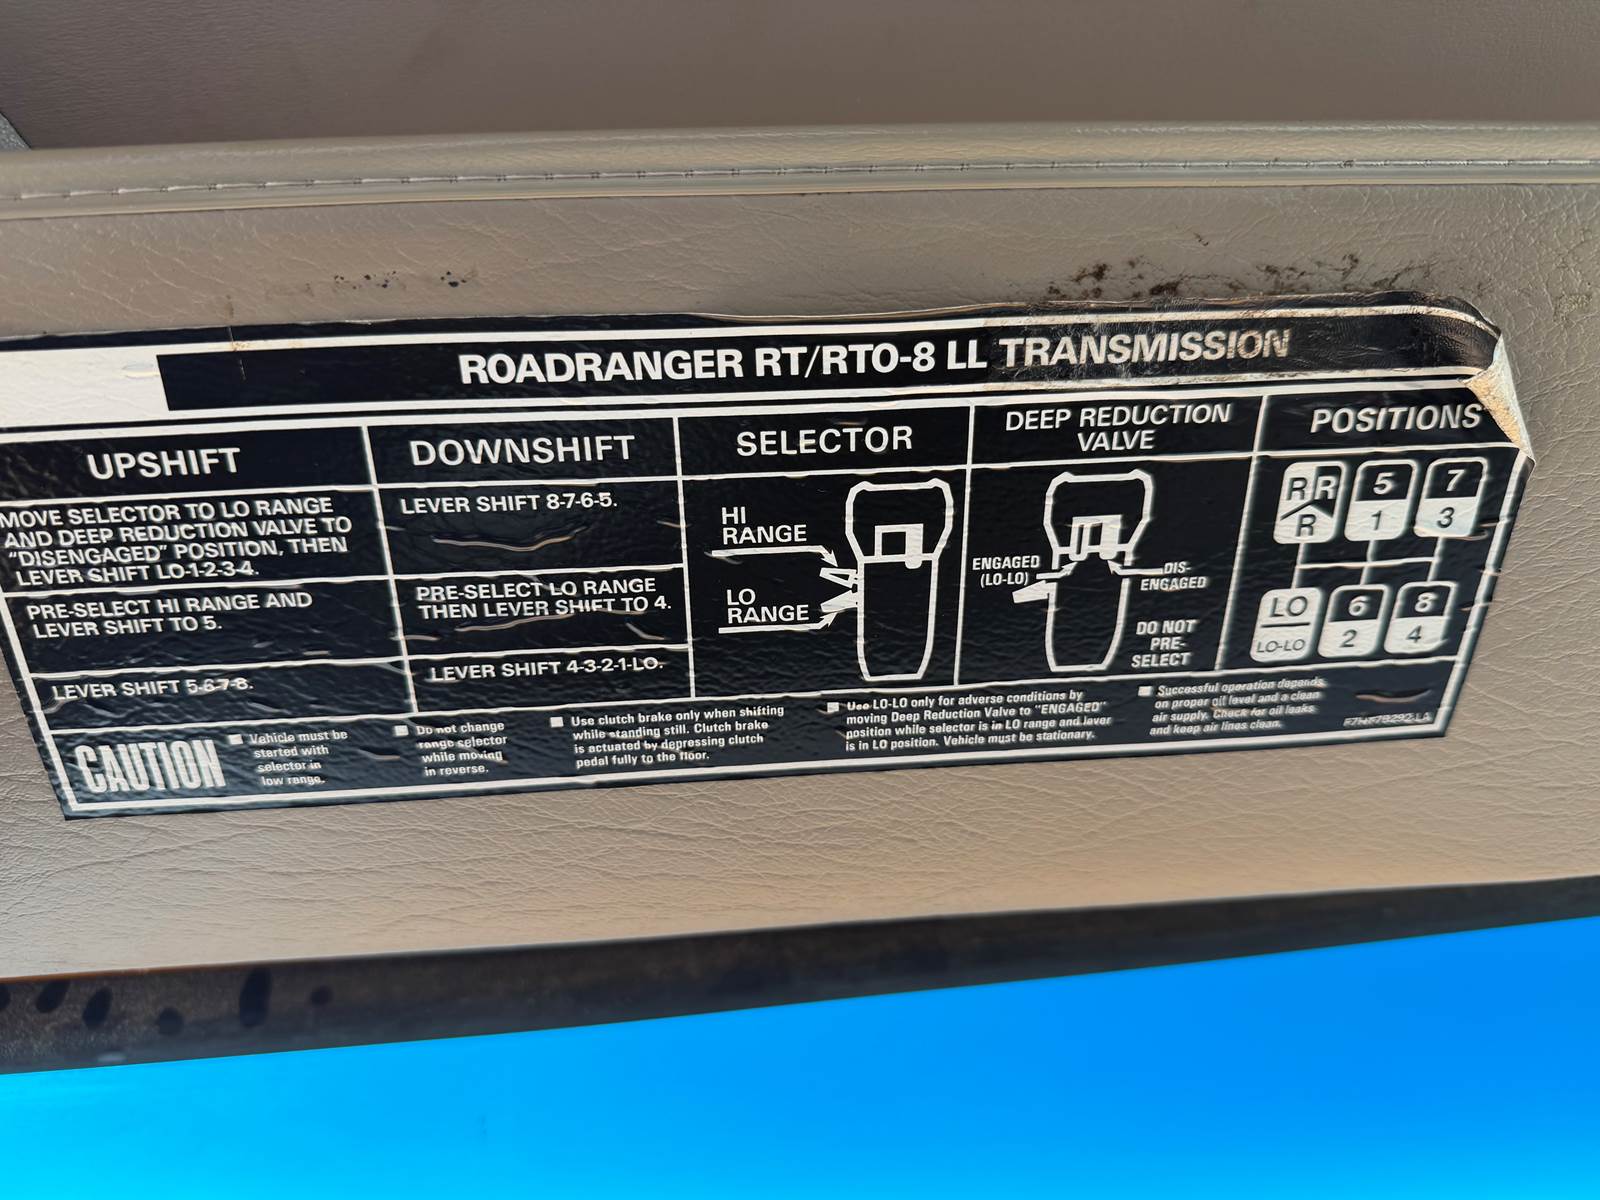 ROADRANGER RT/RTO-8 LL TRANSMISSION
UPSHIFT
MOVE SELECTOR TO LO RANGE
AND DEEP REDUCTION VALVE TO
"DISENGAGED" POSITION, THEN
LEVER SHIFT LO-1-2-3-4.
PRE-SELECT HI RANGE AND
LEVER SHIFT TO 5.
LEVER SHIFT 5-6-7-8.
DOWNSHIFT
LEVER SHIFT 8-7-6-5.
PRE-SELECT LO RANGE
THEN LEVER SHIFT TO 4.
LEVER SHIFT 4-3-2-1-LO.
SELECTOR
HI
RANGE
LO
RANGE
DEEP REDUCTION
VALVE
ENGAGED
(LO-LO)
DIS-
ENGAGED
DO NOT
PRE-
SELECT
POSITIONS
R R 5 7
R 1 3
LO 6 8
LO-LO 2 4
CAUTION
Vehicle must be
started with
selector in
low range.
Do not change
range selector
while moving
in reverse.
Use clutch brake only when shifting
while standing still. Clutch brake
is actuated by depressing clutch
pedal fully to the floor.
Use LO-LO only for adverse conditions by
moving Deep Reduction Valve to "ENGAGED"
position while selector is in LO range and lever
is in LO position. Vehicle must be stationary.
Successful operation depends
on proper oil level and a clean
air supply. Check for oil leaks
and keep air lines clean.